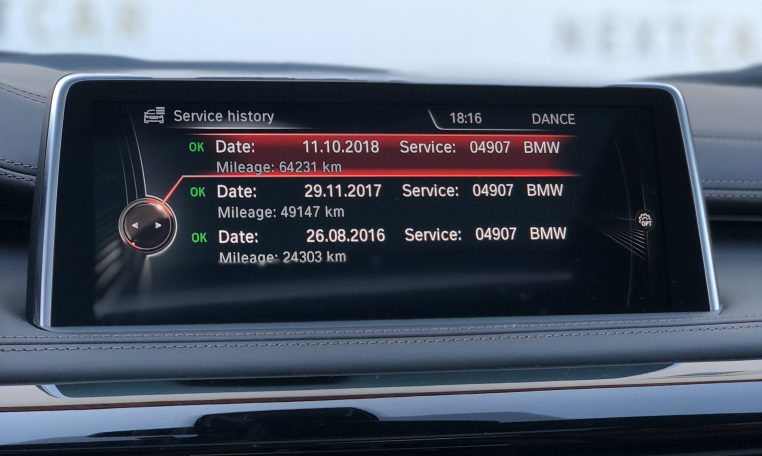 NEXTCAR
CAR
Service history 18:16 DANCE
OK Date: 11.10.2018 Service: 04907 BMW
Mileage: 64231 km
OK Date: 29.11.2017 Service: 04907 BMW
Mileage: 49147 km
OK Date: 26.08.2016 Service: 04907 BMW
Mileage: 24303 km
OPT